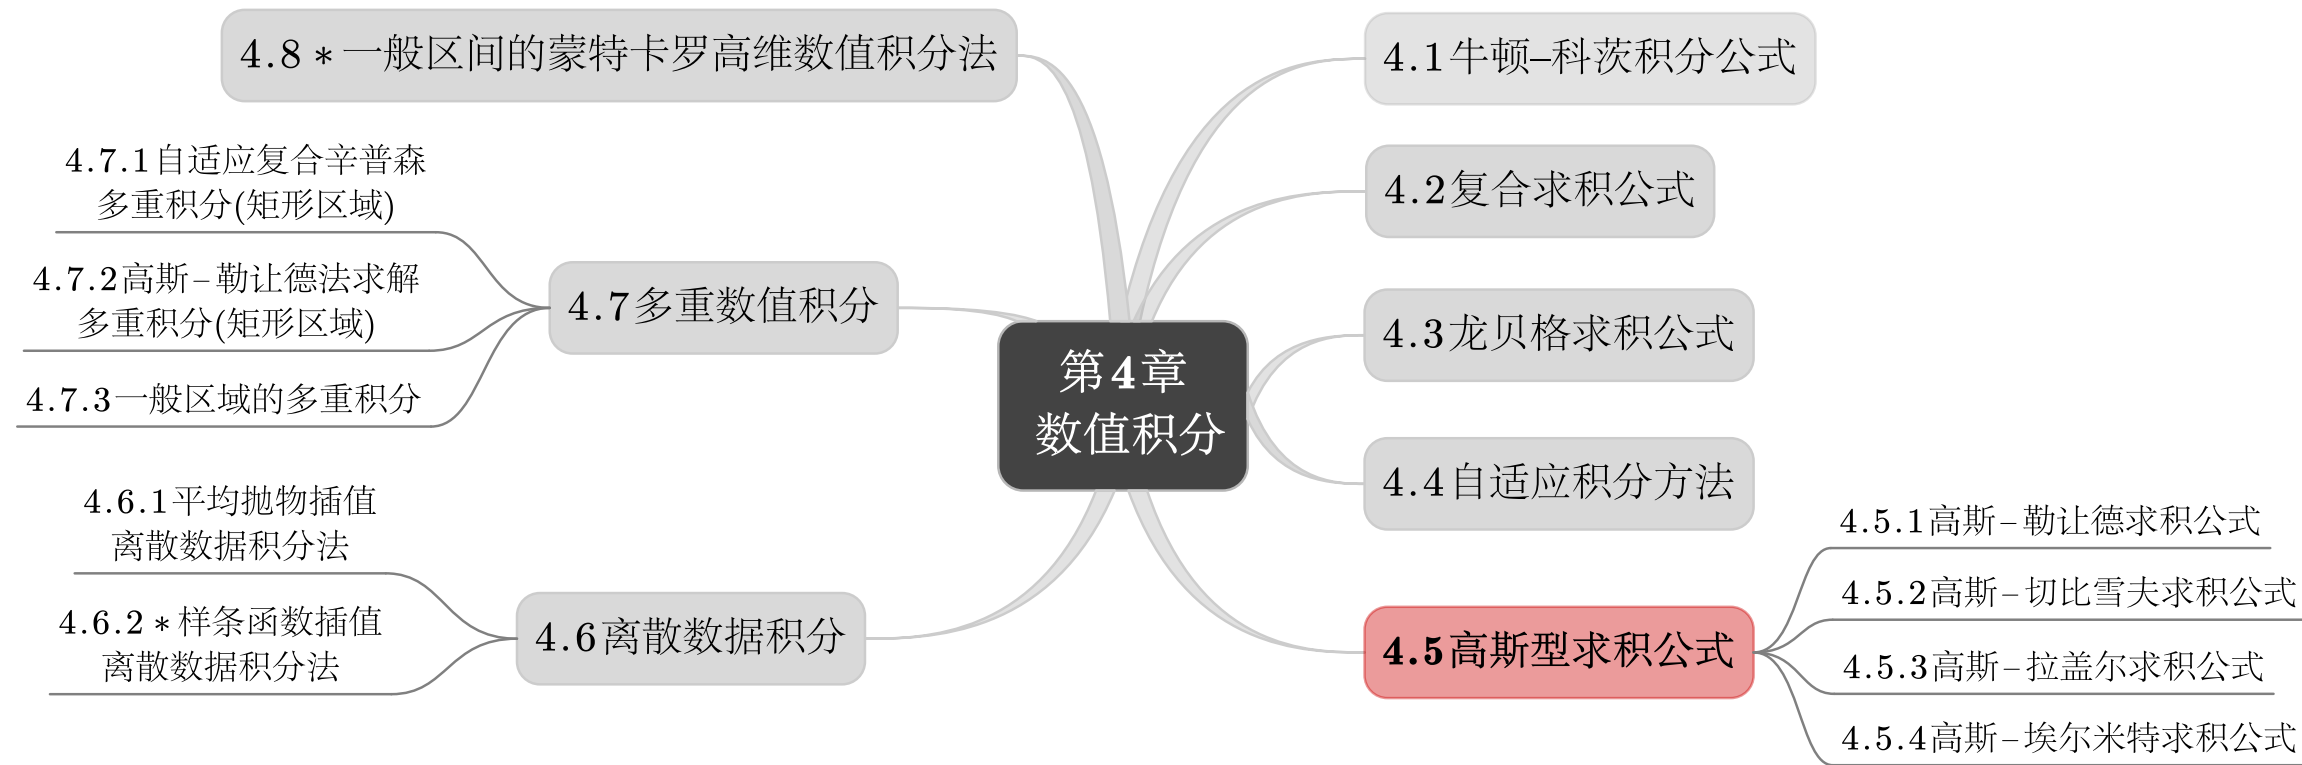 第4章
数值积分
4.1牛顿–科茨积分公式
4.2复合求积公式
4.3龙贝格求积公式
4.4自适应积分方法
4.5高斯型求积公式
4.5.1高斯–勒让德求积公式
4.5.2高斯–切比雪夫求积公式
4.5.3高斯–拉盖尔求积公式
4.5.4高斯–埃尔米特求积公式
4.6离散数据积分
4.6.1平均抛物插值
离散数据积分法
4.6.2*样条函数插值
离散数据积分法
4.7多重数值积分
4.7.1自适应复合辛普森
多重积分(矩形区域)
4.7.2高斯–勒让德法求解
多重积分(矩形区域)
4.7.3一般区域的多重积分
4.8*一般区间的蒙特卡罗高维数值积分法